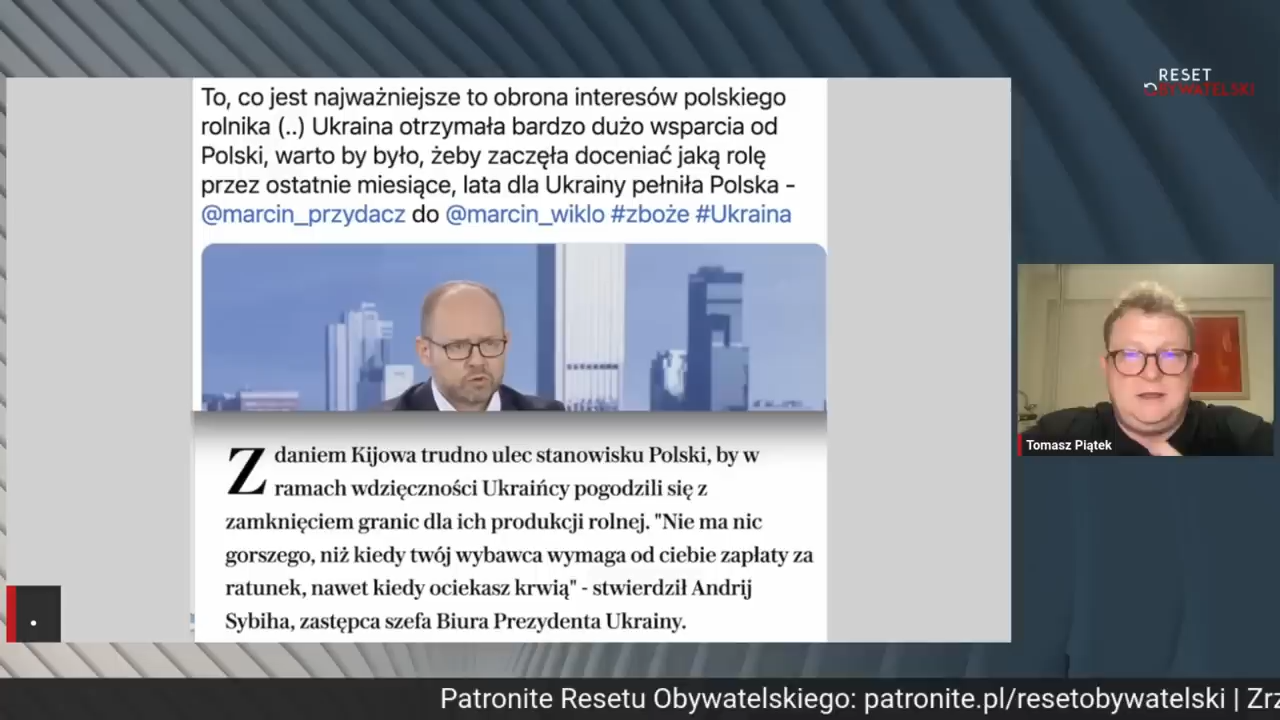 To, co jest najważniejsze to obrona interesów polskiego
rolnika (..) Ukraina otrzymała bardzo dużo wsparcia od
Polski, warto by było, żeby zaczęła doceniać jaką rolę
przez ostatnie miesiące, lata dla Ukrainy pełniła Polska -
@marcin_przydacz do @marcin_wiklo #zboże #Ukraina
Zdaniem Kijowa trudno ulec stanowisku Polski, by w
ramach wdzięczności Ukraińcy pogodzili się z
zamknięciem granic dla ich produkcji rolnej. "Nie ma nic
gorszego, niż kiedy twój wybawca wymaga od ciebie zapłaty za
ratunek, nawet kiedy ociekasz krwią" - stwierdził Andrij
Sybiha, zastępca szefa Biura Prezydenta Ukrainy.
RESET
OBYWATELSKI
Tomasz Piątek
.
Patronite Resetu Obywatelskiego: patronite.pl/resetobywatelski | Zrz